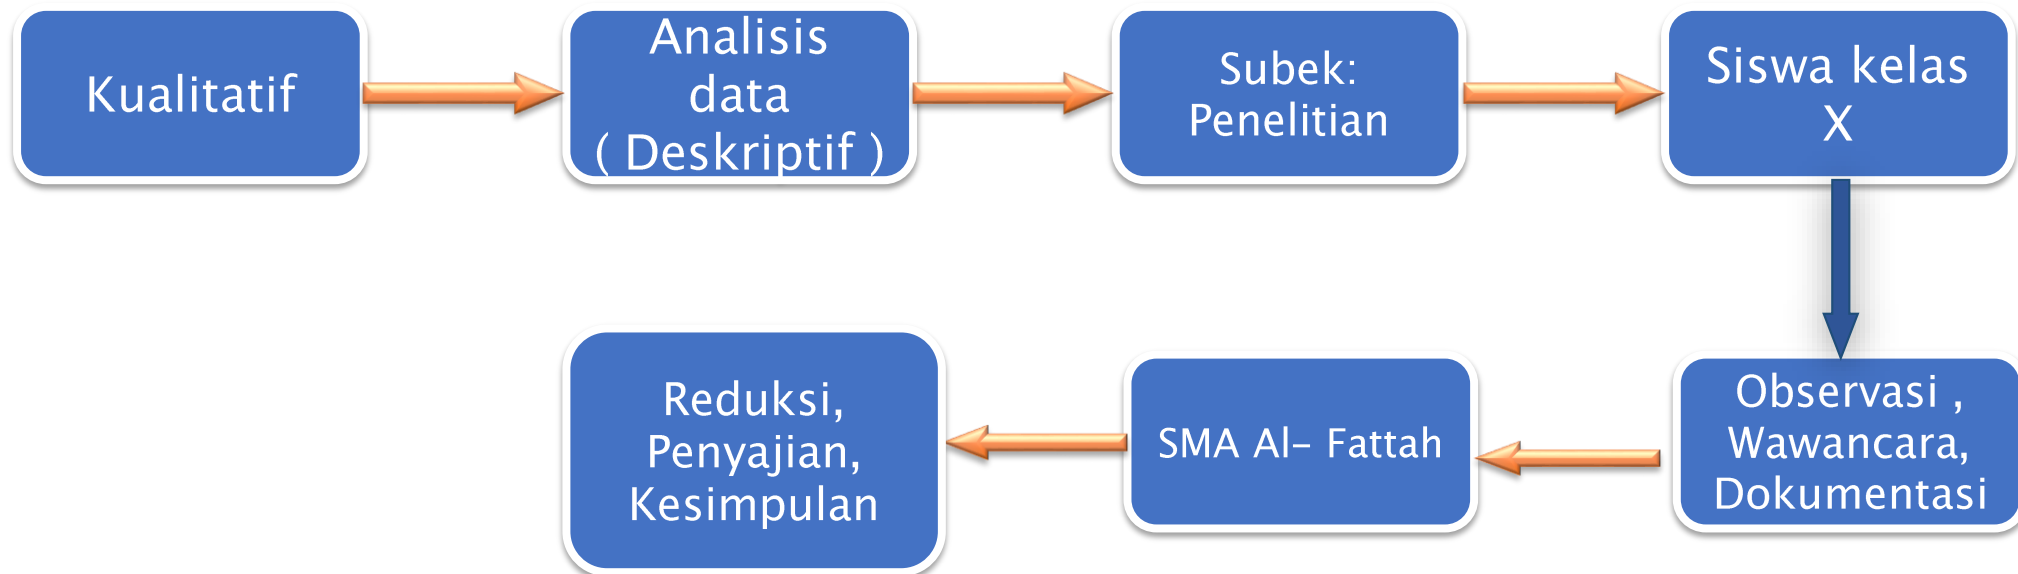 Kualitatif
Analisis
data
( Deskriptif )
Subek:
Penelitian
Siswa kelas
X
Observasi ,
Wawancara,
Dokumentasi
SMA Al– Fattah
Reduksi,
Penyajian,
Kesimpulan